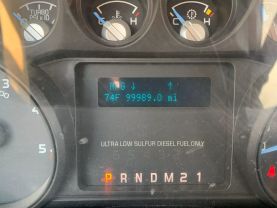 TURBO
C H
C H
74F 99989.0 mi
5
ULTRA LOW SULFUR DIESEL FUEL ONLY
P R N D M 2 1